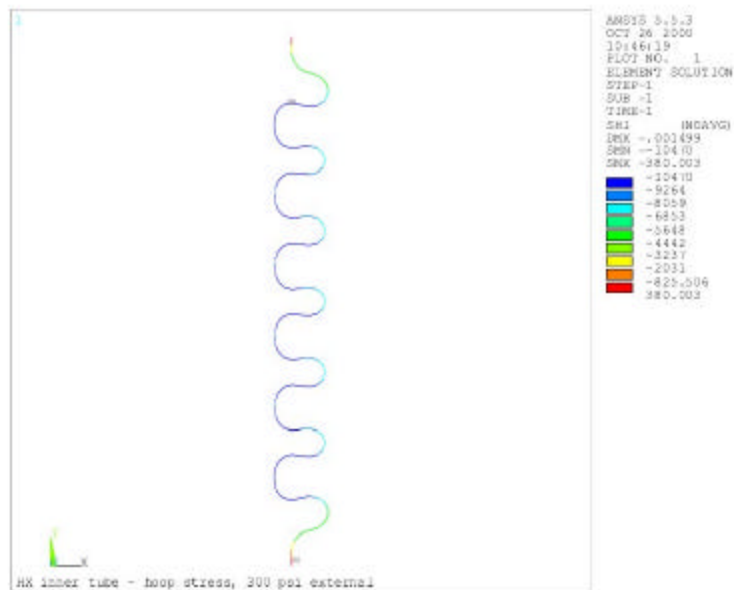 1
ANSYS 5.5.3
OCT 26 2000
10:46:19
PLOT NO. 1
ELEMENT SOLUTION
STEP=1
SUB =1
TIME=1
(NOAVG)
DMX =.001499
SMN =-10470
SMX =380.003
-10470
-9264
-8059
-6853
-5648
-4442
-3237
-2031
-825.506
380.003
X
HX inner tube - hoop stress, 300 psi external